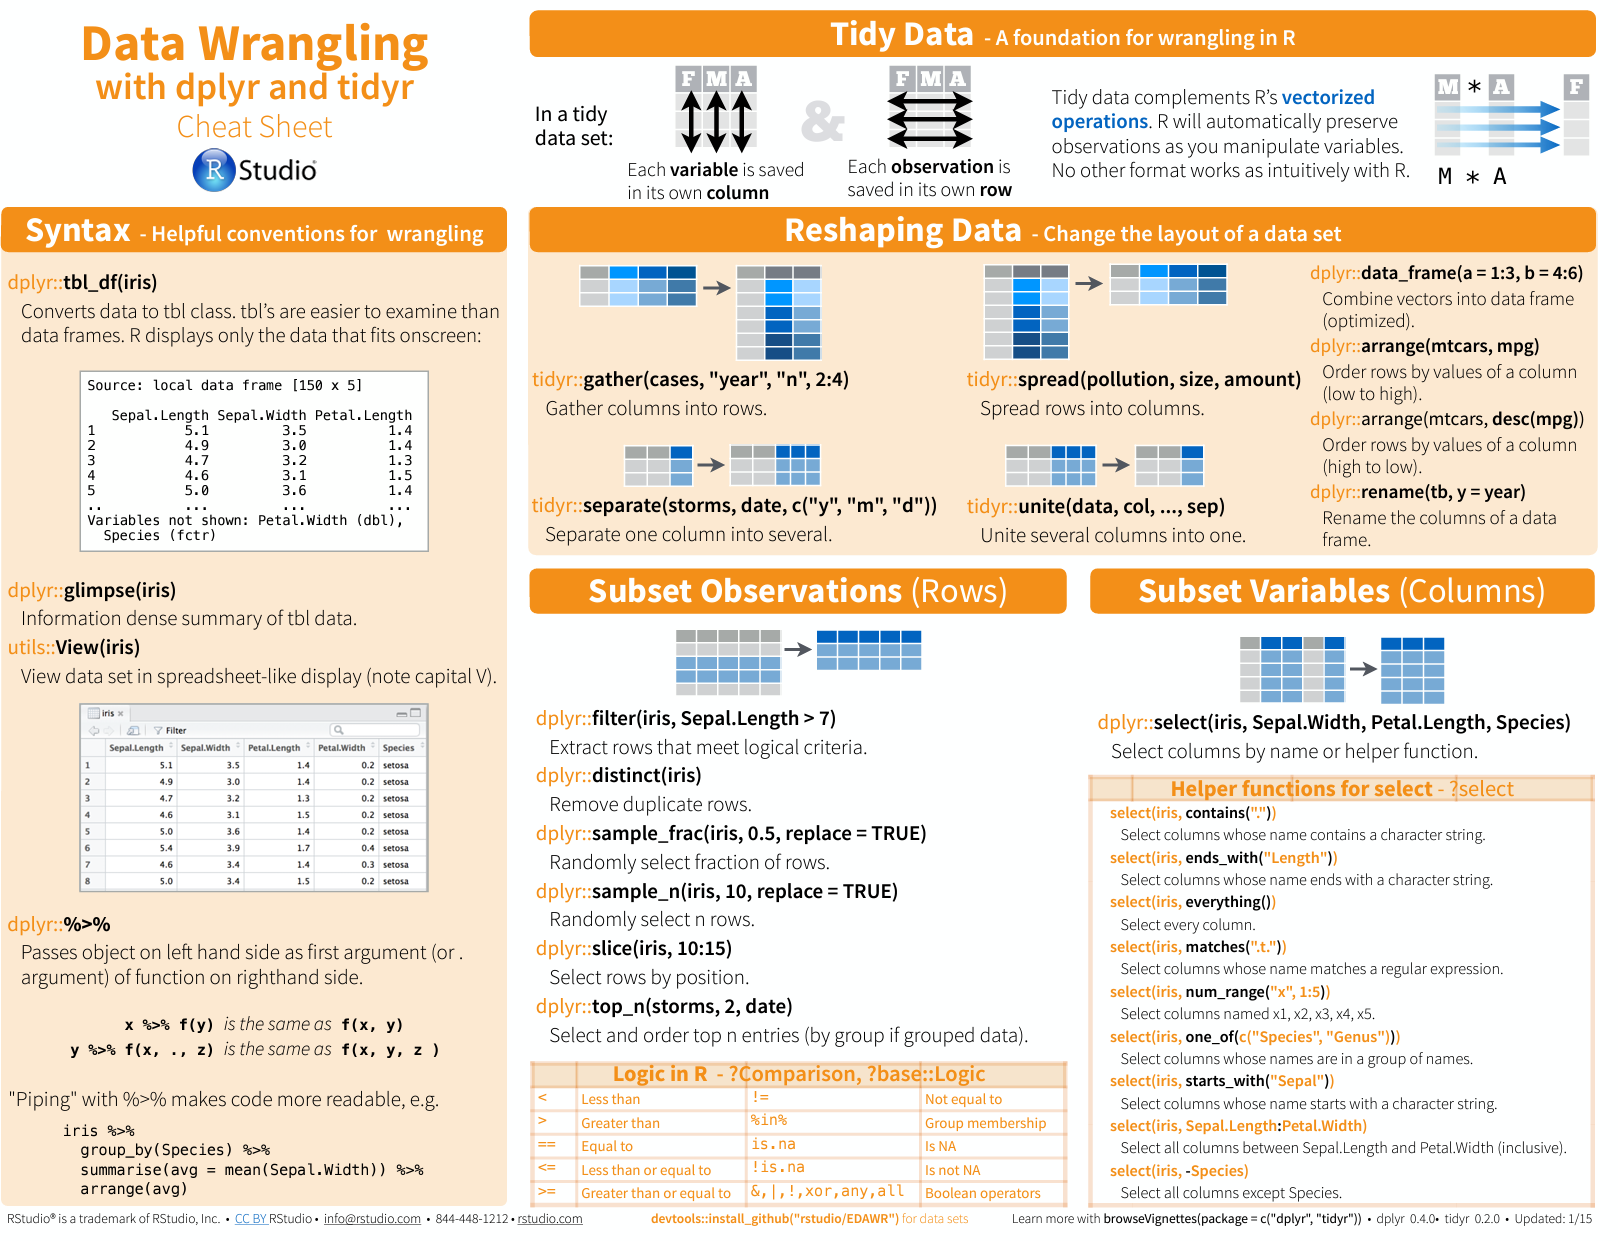 Data Wrangling
with dplyr and tidyr
Cheat Sheet
R Studio®
Syntax - Helpful conventions for wrangling
dplyr::tbl_df(iris)
Converts data to tbl class. tbl's are easier to examine than
data frames. R displays only the data that fits onscreen:
Source: local data frame [150 x 5]
Sepal.Length Sepal.Width Petal.Length
1 5.1 3.5 1.4
2 4.9 3.0 1.4
3 4.7 3.2 1.3
4 4.6 3.1 1.5
5 5.0 3.6 1.4
.. ... ... ...
Variables not shown: Petal.Width (dbl),
Species (fctr)
dplyr::glimpse(iris)
Information dense summary of tbl data.
utils::View(iris)
View data set in spreadsheet-like display (note capital V).
iris ×
Filter
Sepal.Length Sepal.Width Petal.Length Petal.Width Species
1 5.1 3.5 1.4 0.2 setosa
2 4.9 3.0 1.4 0.2 setosa
3 4.7 3.2 1.3 0.2 setosa
4 4.6 3.1 1.5 0.2 setosa
5 5.0 3.6 1.4 0.2 setosa
6 5.4 3.9 1.7 0.4 setosa
7 4.6 3.4 1.4 0.3 setosa
8 5.0 3.4 1.5 0.2 setosa
dplyr::%>%
Passes object on left hand side as first argument (or .
argument) of function on righthand side.
x %>% f(y) is the same as f(x, y)
y %>% f(x, ., z) is the same as f(x, y, z )
"Piping" with %>% makes code more readable, e.g.
iris %>%
group_by(Species) %>%
summarise(avg = mean(Sepal.Width)) %>%
arrange(avg)
Tidy Data - A foundation for wrangling in R
In a tidy
data set:
F M A
Each variable is saved
in its own column
&
F M A
Each observation is
saved in its own row
Tidy data complements R's vectorized
operations. R will automatically preserve
observations as you manipulate variables.
No other format works as intuitively with R.
M * A F
M * A
Reshaping Data - Change the layout of a data set
tidyr::gather(cases, "year", "n", 2:4)
Gather columns into rows.
tidyr::spread(pollution, size, amount)
Spread rows into columns.
tidyr::separate(storms, date, c("y", "m", "d"))
Separate one column into several.
tidyr::unite(data, col, ..., sep)
Unite several columns into one.
dplyr::data_frame(a = 1:3, b = 4:6)
Combine vectors into data frame
(optimized).
dplyr::arrange(mtcars, mpg)
Order rows by values of a column
(low to high).
dplyr::arrange(mtcars, desc(mpg))
Order rows by values of a column
(high to low).
dplyr::rename(tb, y = year)
Rename the columns of a data
frame.
Subset Observations (Rows)
dplyr::filter(iris, Sepal.Length > 7)
Extract rows that meet logical criteria.
dplyr::distinct(iris)
Remove duplicate rows.
dplyr::sample_frac(iris, 0.5, replace = TRUE)
Randomly select fraction of rows.
dplyr::sample_n(iris, 10, replace = TRUE)
Randomly select n rows.
dplyr::slice(iris, 10:15)
Select rows by position.
dplyr::top_n(storms, 2, date)
Select and order top n entries (by group if grouped data).
Logic in R - ?Comparison, ?base::Logic
< Less than != Not equal to
> Greater than %in% Group membership
== Equal to is.na Is NA
<= Less than or equal to !is.na Is not NA
>= Greater than or equal to &,|,!,xor,any,all Boolean operators
Subset Variables (Columns)
dplyr::select(iris, Sepal.Width, Petal.Length, Species)
Select columns by name or helper function.
Helper functions for select - ?select
select(iris, contains("."))
Select columns whose name contains a character string.
select(iris, ends_with("Length"))
Select columns whose name ends with a character string.
select(iris, everything())
Select every column.
select(iris, matches(".t."))
Select columns whose name matches a regular expression.
select(iris, num_range("x", 1:5))
Select columns named x1, x2, x3, x4, x5.
select(iris, one_of(c("Species", "Genus")))
Select columns whose names are in a group of names.
select(iris, starts_with("Sepal"))
Select columns whose name starts with a character string.
select(iris, Sepal.Length:Petal.Width)
Select all columns between Sepal.Length and Petal.Width (inclusive).
select(iris, -Species)
Select all columns except Species.
RStudio® is a trademark of RStudio, Inc. • CC BY RStudio • info@rstudio.com • 844-448-1212 • rstudio.com
devtools::install_github("rstudio/EDAWR") for data sets
Learn more with browseVignettes(package = c("dplyr", "tidyr")) • dplyr 0.4.0• tidyr 0.2.0 • Updated: 1/15